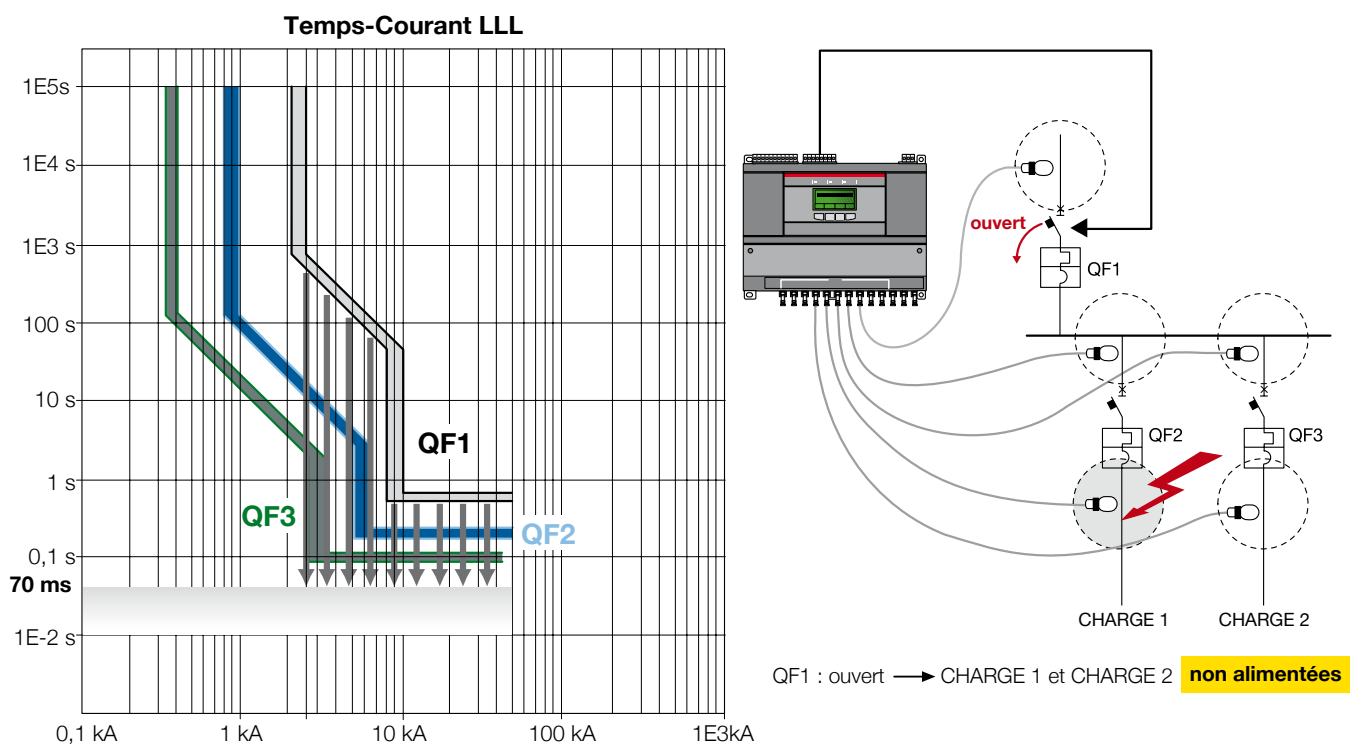 Temps-Courant LLL
1E5s
1E4 s
1E3 s
100 s
10 s
1 s
0,1 s
70 ms
1E-2 s
0,1 kA
1 kA
10 kA
100 kA
1E3kA
QF1
QF3
QF2
ouvert
QF1
QF2
QF3
CHARGE 1
CHARGE 2
QF1 : ouvert → CHARGE 1 et CHARGE 2 non alimentées